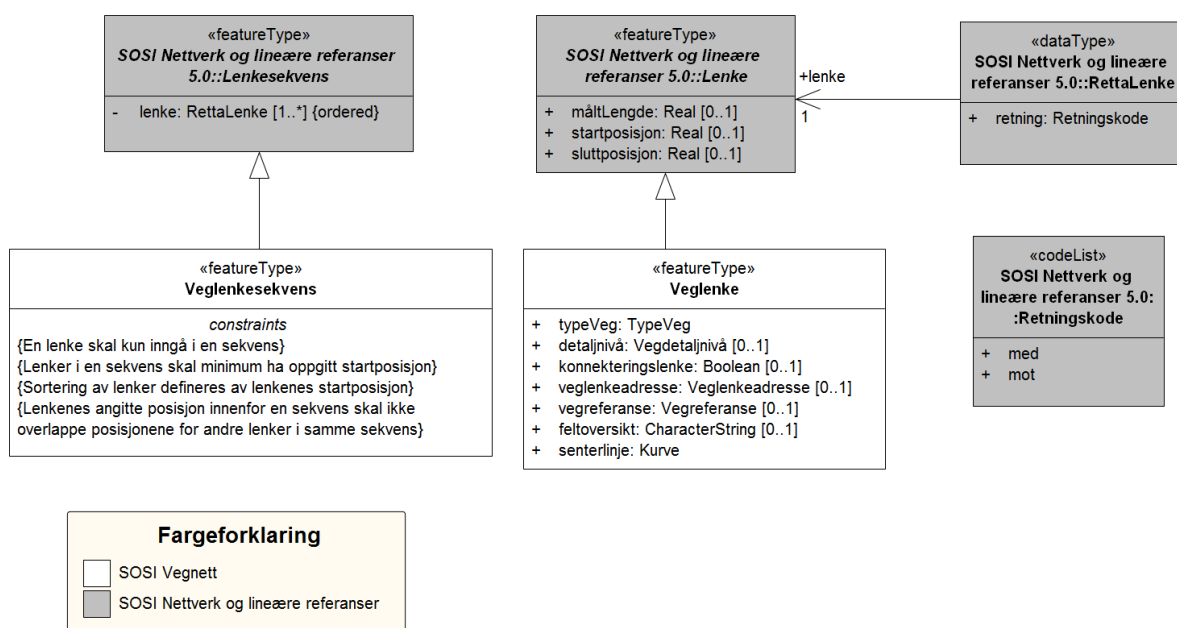 «featureType»
SOSI Nettverk og lineære referanser
5.0::Lenkesekvens
- lenke: RettaLenke [1..*] {ordered}
«featureType»
SOSI Nettverk og lineære
referanser 5.0::Lenke
+ måltLengde: Real [0..1]
+ startposisjon: Real [0..1]
+ sluttposisjon: Real [0..1]
+lenke
1
«dataType»
SOSI Nettverk og lineære
referanser 5.0::RettaLenke
+ retning: Retningskode
«featureType»
Veglenkesekvens
constraints
{En lenke skal kun inngå i en sekvens}
{Lenker i en sekvens skal minimum ha oppgitt startposisjon}
{Sortering av lenker defineres av lenkenes startposisjon}
{Lenkenes angitte posisjon innenfor en sekvens skal ikke
overlappe posisjonene for andre lenker i samme sekvens}
«featureType»
Veglenke
+ typeVeg: TypeVeg
+ detaljnivå: Vegdetaljnivå [0..1]
+ konnekteringslenke: Boolean [0..1]
+ veglenkeadresse: Veglenkeadresse [0..1]
+ vegreferanse: Vegreferanse [0..1]
+ feltoversikt: CharacterString [0..1]
+ senterlinje: Kurve
«codeList»
SOSI Nettverk og
lineære referanser 5.0:
:Retningskode
+ med
+ mot
Fargeforklaring
SOSI Vegnett
SOSI Nettverk og lineære referanser